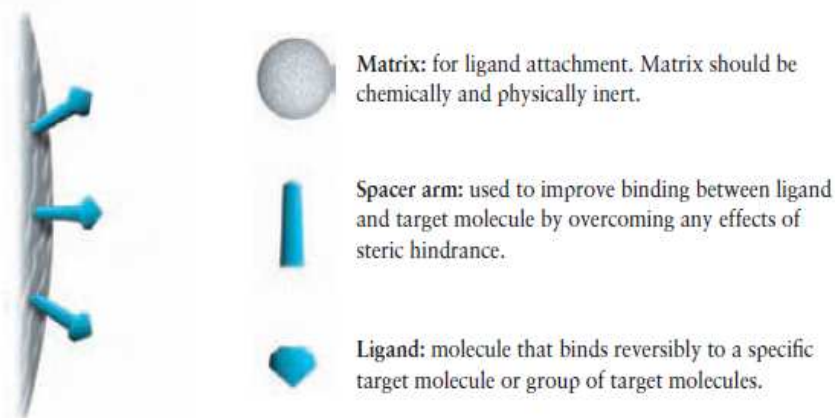 Matrix: for ligand attachment. Matrix should be
chemically and physically inert.
Spacer arm: used to improve binding between ligand
and target molecule by overcoming any effects of
steric hindrance.
Ligand: molecule that binds reversibly to a specific
target molecule or group of target molecules.